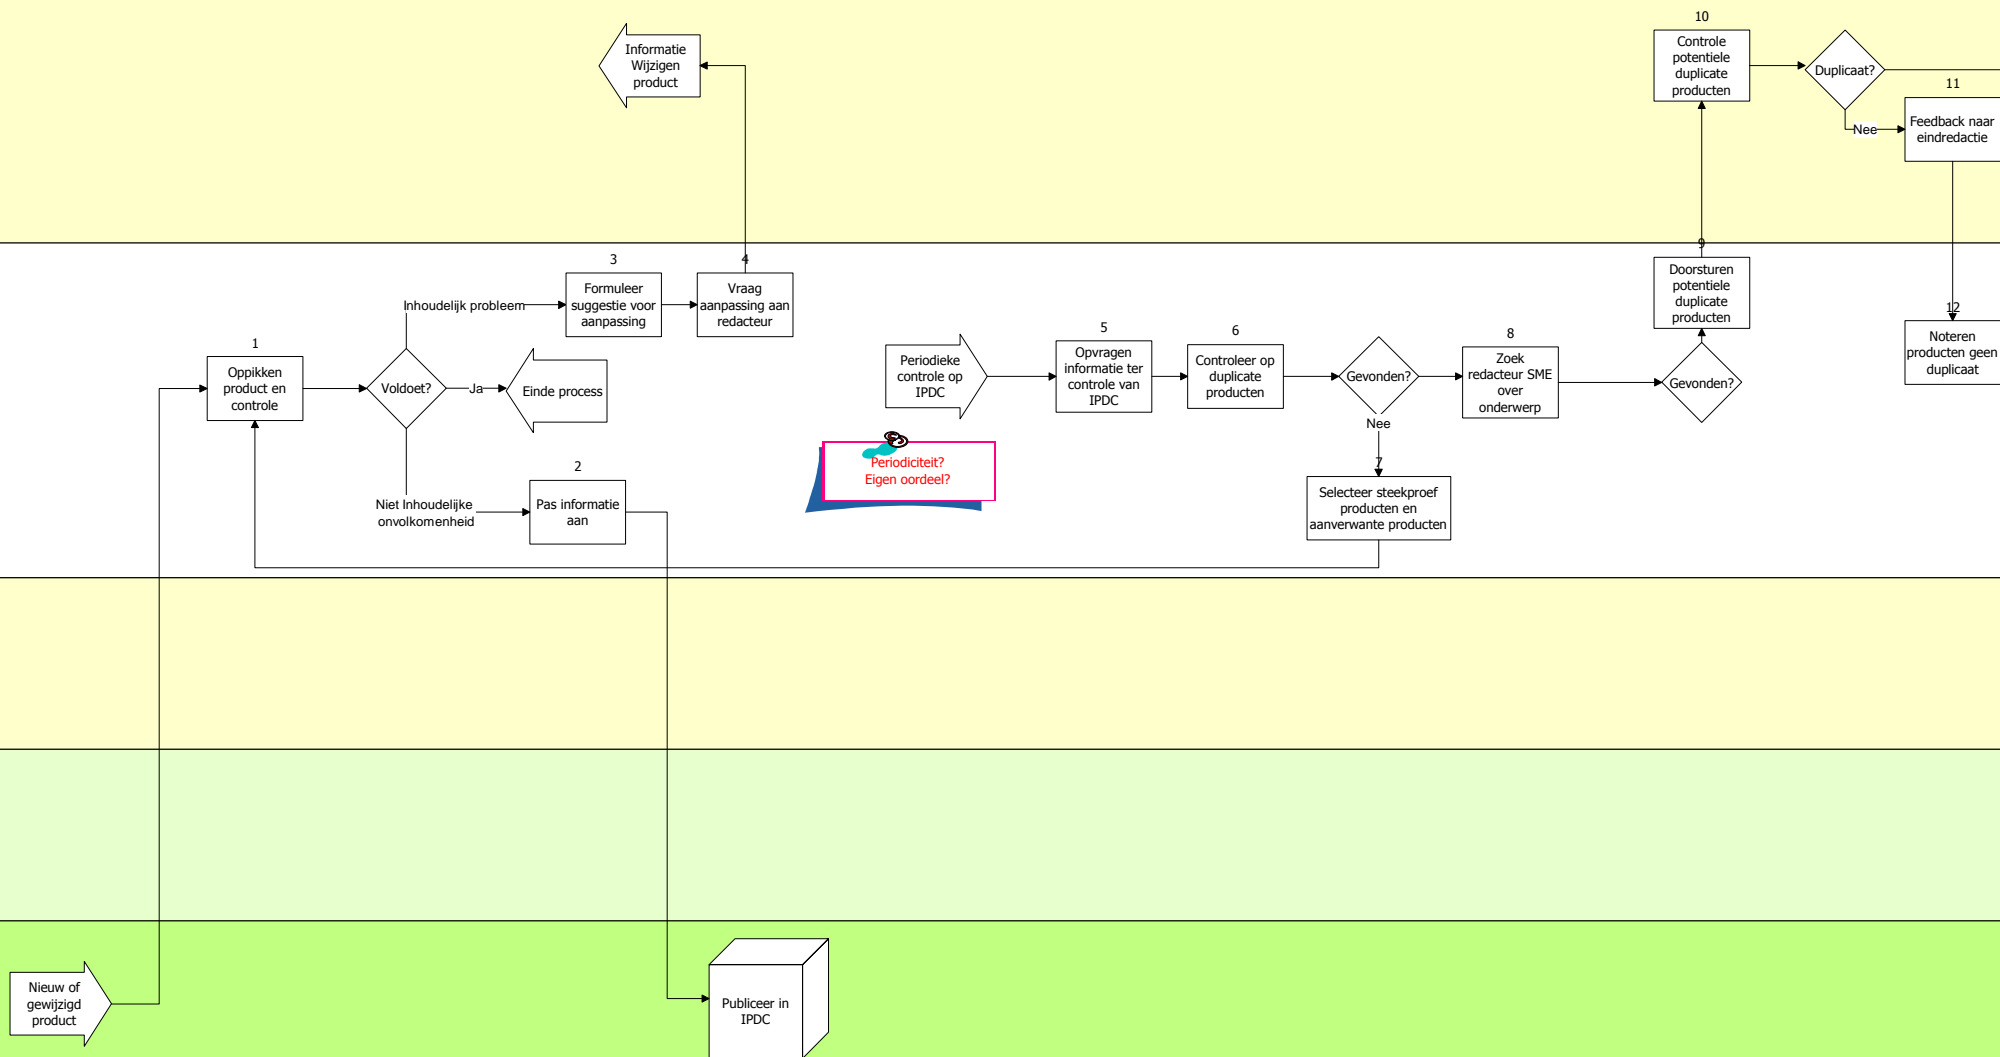 10
Controle
potentiele
duplicate
producten
Duplicaat?
Nee
11
Feedback naar
eindredactie
Informatie
Wijzigen
product
9
Doorsturen
potentiele
duplicate
producten
12
Noteren
producten geen
duplicaat
3
Formuleer
suggestie voor
aanpassing
4
Vraag
aanpassing aan
redacteur
Inhoudelijk probleem
1
Oppikken
product en
controle
Voldoet?
Ja
Einde process
Niet Inhoudelijke
onvolkomenheid
2
Pas informatie
aan
Periodieke
controle op
IPDC
5
Opvragen
informatie ter
controle van
IPDC
6
Controleer op
duplicate
producten
Gevonden?
Nee
8
Zoek
redacteur SME
over
onderwerp
Gevonden?
Periodiciteit?
Eigen oordeel?
7
Selecteer steekproef
producten en
aanverwante producten
Nieuw of
gewijzigd
product
Publiceer in
IPDC